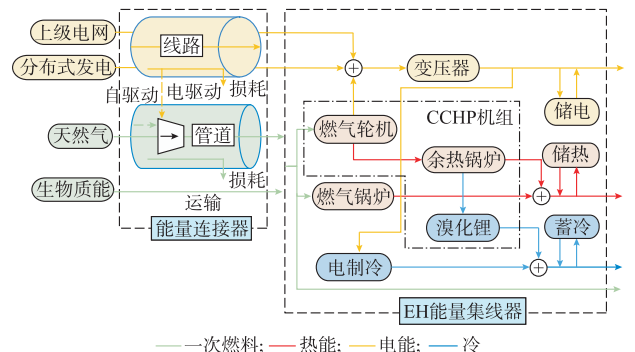 上级电网
线路
分布式发电
变压器
自驱动
电驱动
损耗
储电
CCHP机组
天然气
管道
燃气轮机
余热锅炉
储热
损耗
生物质能
燃气锅炉
运输
溴化锂
蓄冷
能量连接器
电制冷
EH能量集线器
一次燃料;
热能;
电能;
冷